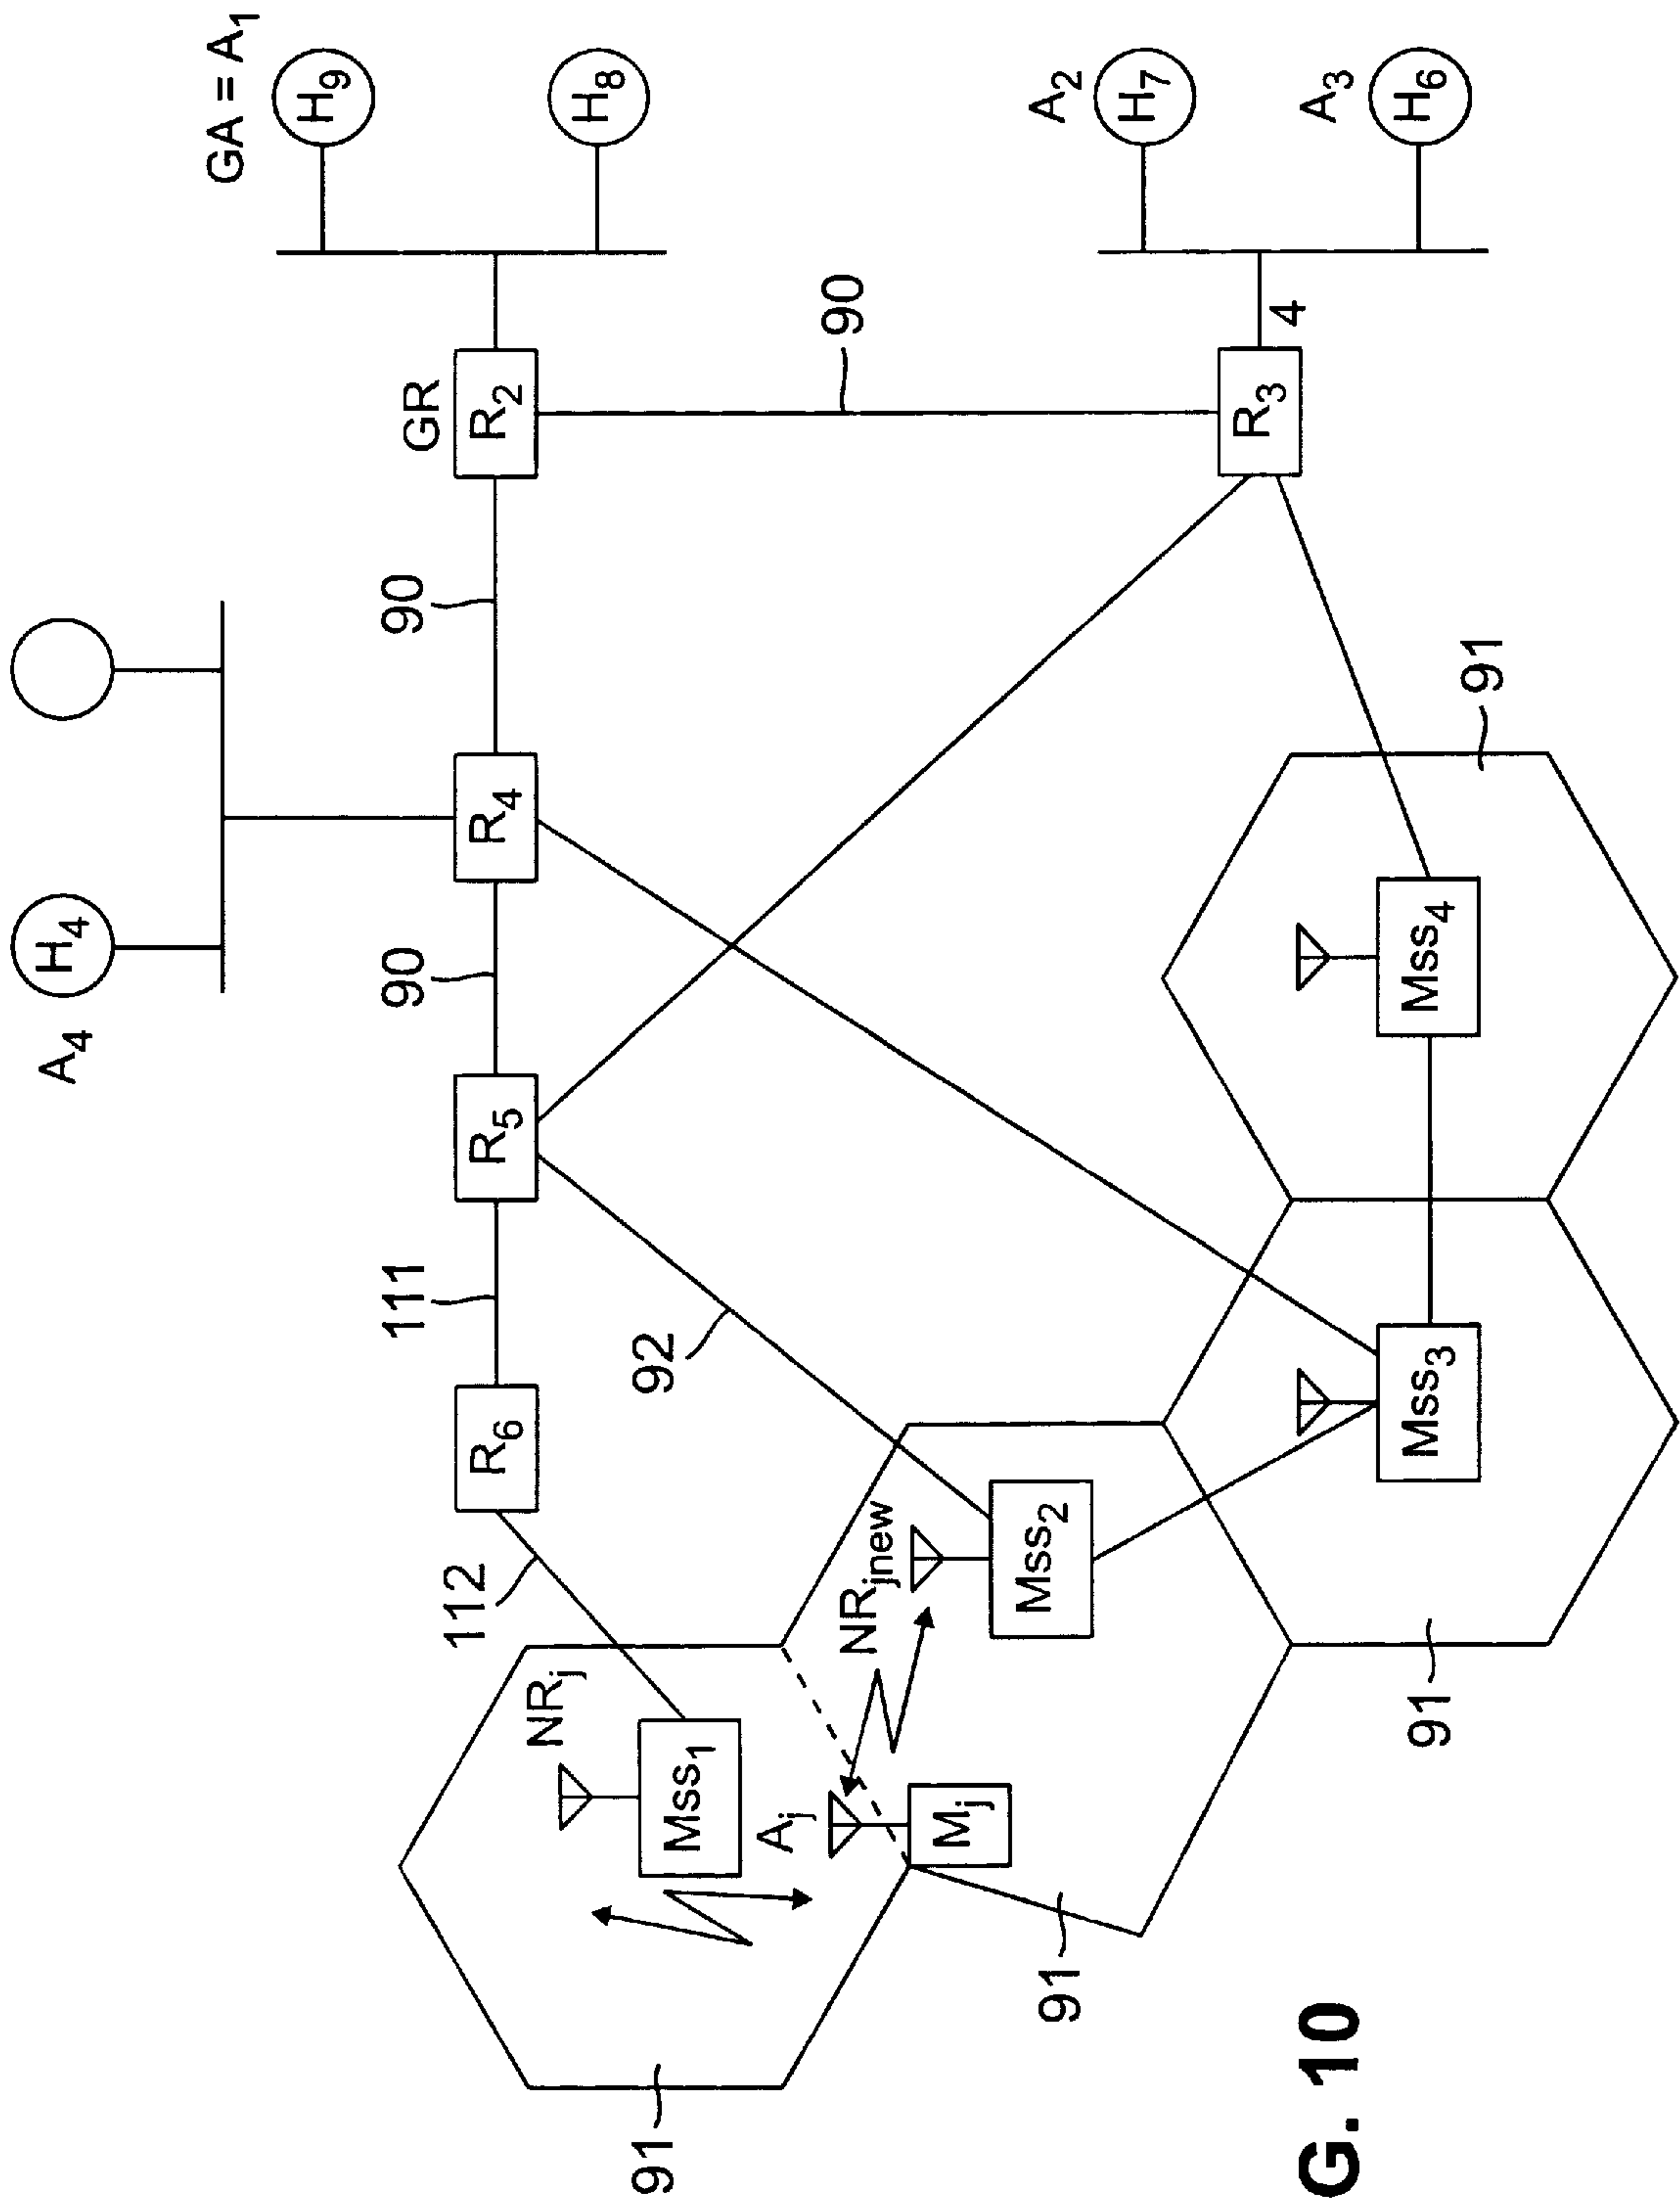 A4
H4
GA = A1
H9
111
90
90
GR
112
R6
R5
R4
R2
NRj
H8
91
92
Mss1
Aj
90
NRjnew
Mj
Mss2
A2
91
H7
R3
4
G. 10
A3
91
Mss3
Mss4
H6
91